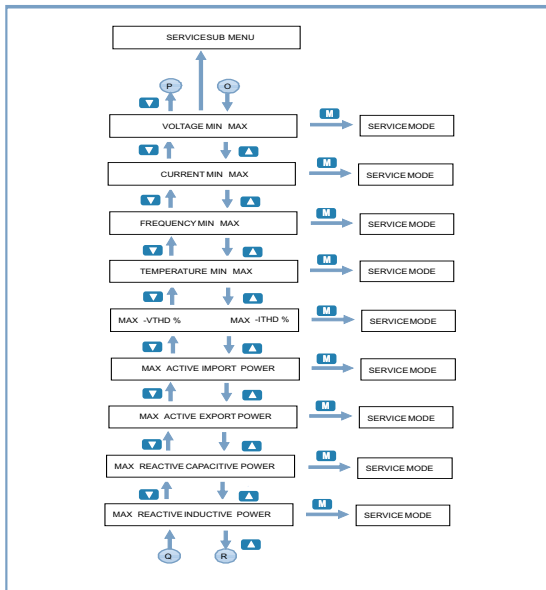 SERVICE SUB MENU
P O
VOLTAGE MIN MAX M SERVICE MODE
CURRENT MIN MAX M SERVICE MODE
FREQUENCY MIN MAX M SERVICE MODE
TEMPERATURE MIN MAX M SERVICE MODE
MAX -VTHD % MAX -ITHD % M SERVICE MODE
MAX ACTIVE IMPORT POWER M SERVICE MODE
MAX ACTIVE EXPORT POWER M SERVICE MODE
MAX REACTIVE CAPACITIVE POWER M SERVICE MODE
MAX REACTIVE INDUCTIVE POWER M SERVICE MODE
Q R